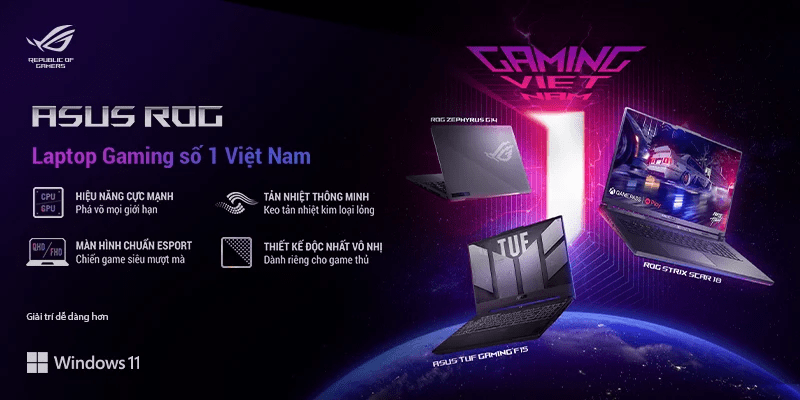 REPUBLIC OF
GAMERS
ASUS ROG
Laptop Gaming số 1 Việt Nam
CPU
GPU
HIỆU NĂNG CỰC MẠNH
Phá vỡ mọi giới hạn
TẢN NHIỆT THÔNG MINH
Keo tản nhiệt kim loại lỏng
QHD/
FHD
MÀN HÌNH CHUẨN ESPORT
Chiến game siêu mượt mà
THIẾT KẾ ĐỘC NHẤT VÔ NHỊ
Dành riêng cho game thủ
Giải trí dễ dàng hơn
Windows 11
GAMING
VIET
NAM
ROG ZEPHYRUS G14
GAME PASS
ROG STRIX SCAR 18
TUF
ASUS TUF GAMING F15